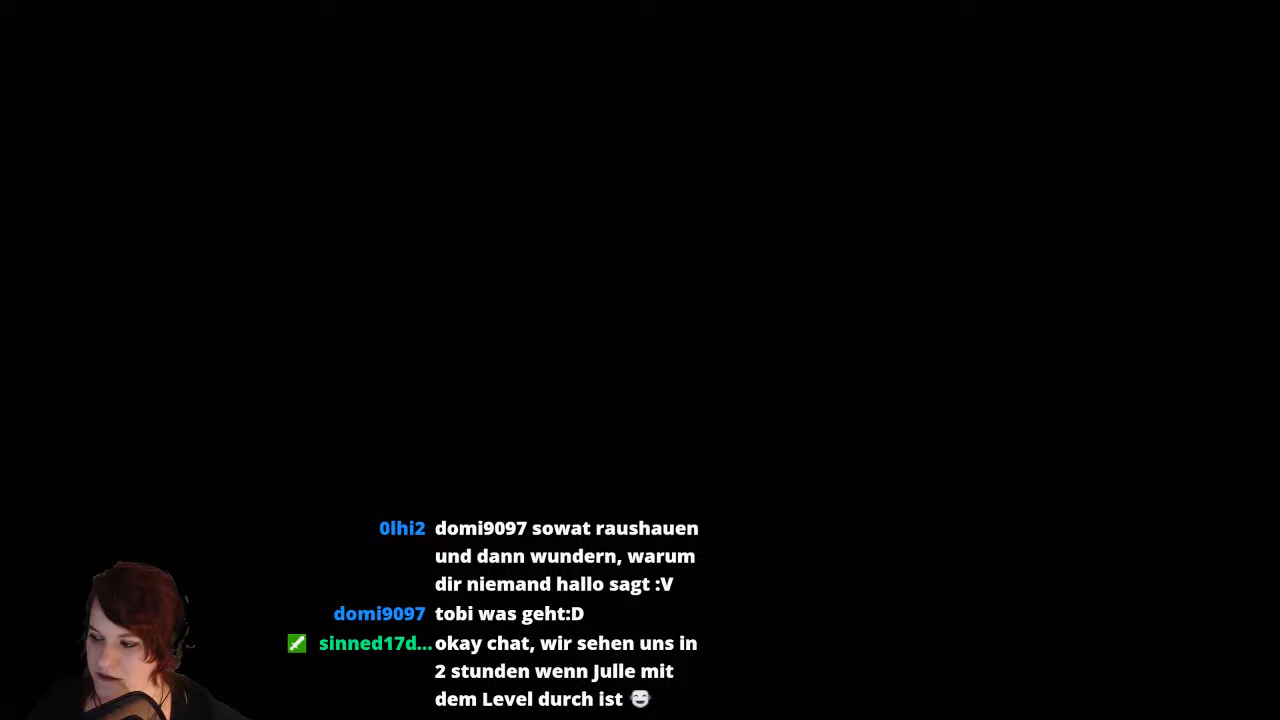 0lhi2 domi9097 sowat raushauen
und dann wundern, warum
dir niemand hallo sagt :V
domi9097 tobi was geht:D
sinned17d... okay chat, wir sehen uns in
2 stunden wenn Julle mit
dem Level durch ist